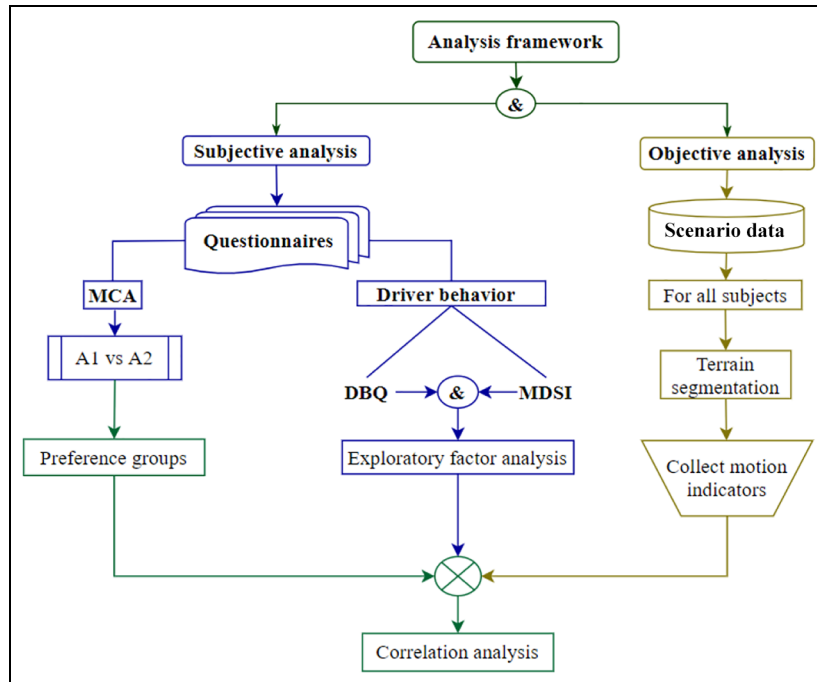 Analysis framework
&
Subjective analysis
Objective analysis
Questionnaires
Scenario data
MCA
Driver behavior
For all subjects
A1 vs A2
Terrain
segmentation
DBQ
&
MDSI
Preference groups
Exploratory factor analysis
Collect motion
indicators
Correlation analysis